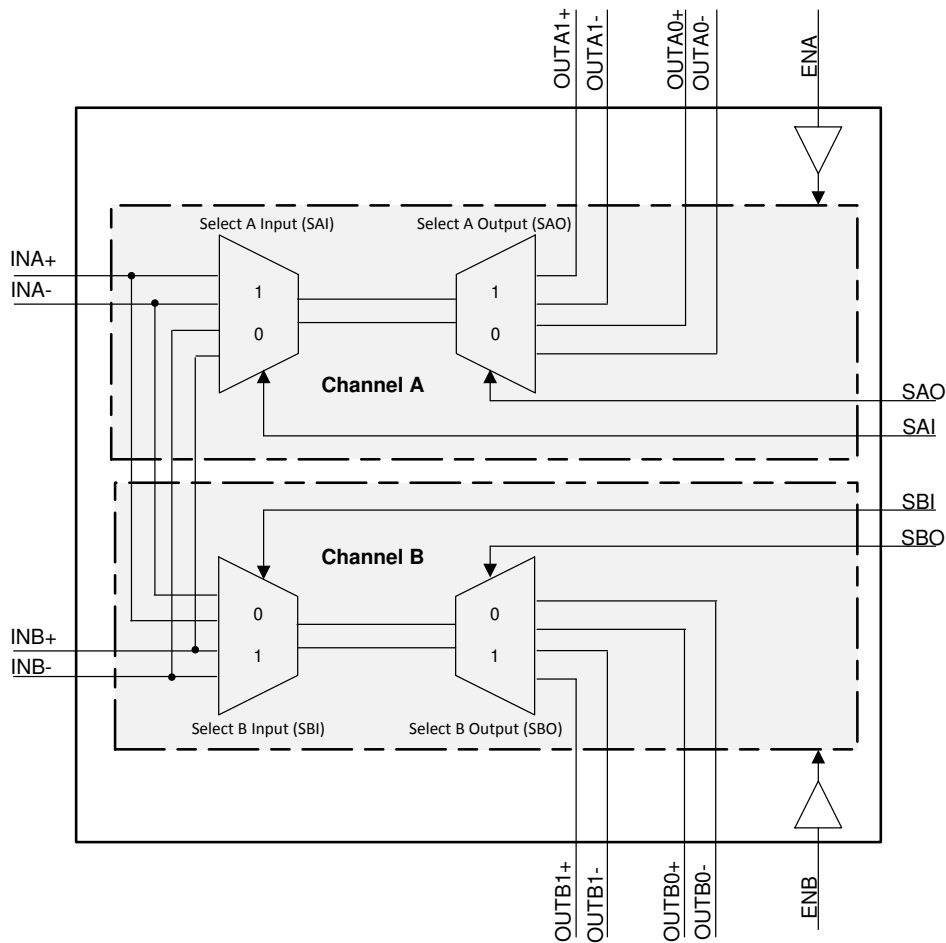 OUTA1+
OUTA1-
OUTA0+
OUTA0-
ENA
Select A Input (SAI)
Select A Output (SAO)
INA+
INA-
1
0
1
0
Channel A
SAO
SAI
SBI
SBO
Channel B
0
1
0
1
INB+
INB-
Select B Input (SBI)
Select B Output (SBO)
OUTB1+
OUTB1-
OUTB0+
OUTB0-
ENB